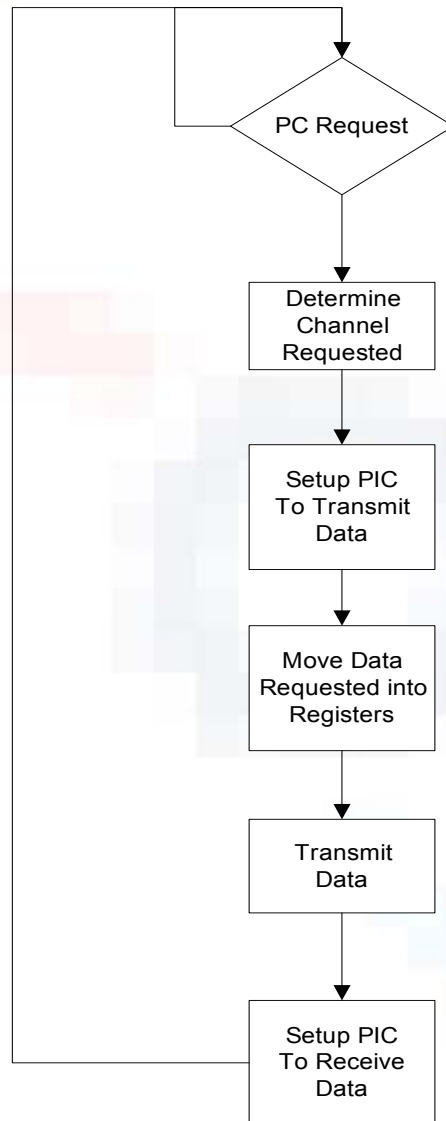 PC Request
Determine
Channel
Requested
Setup PIC
To Transmit
Data
Move Data
Requested into
Registers
Transmit
Data
Setup PIC
To Receive
Data